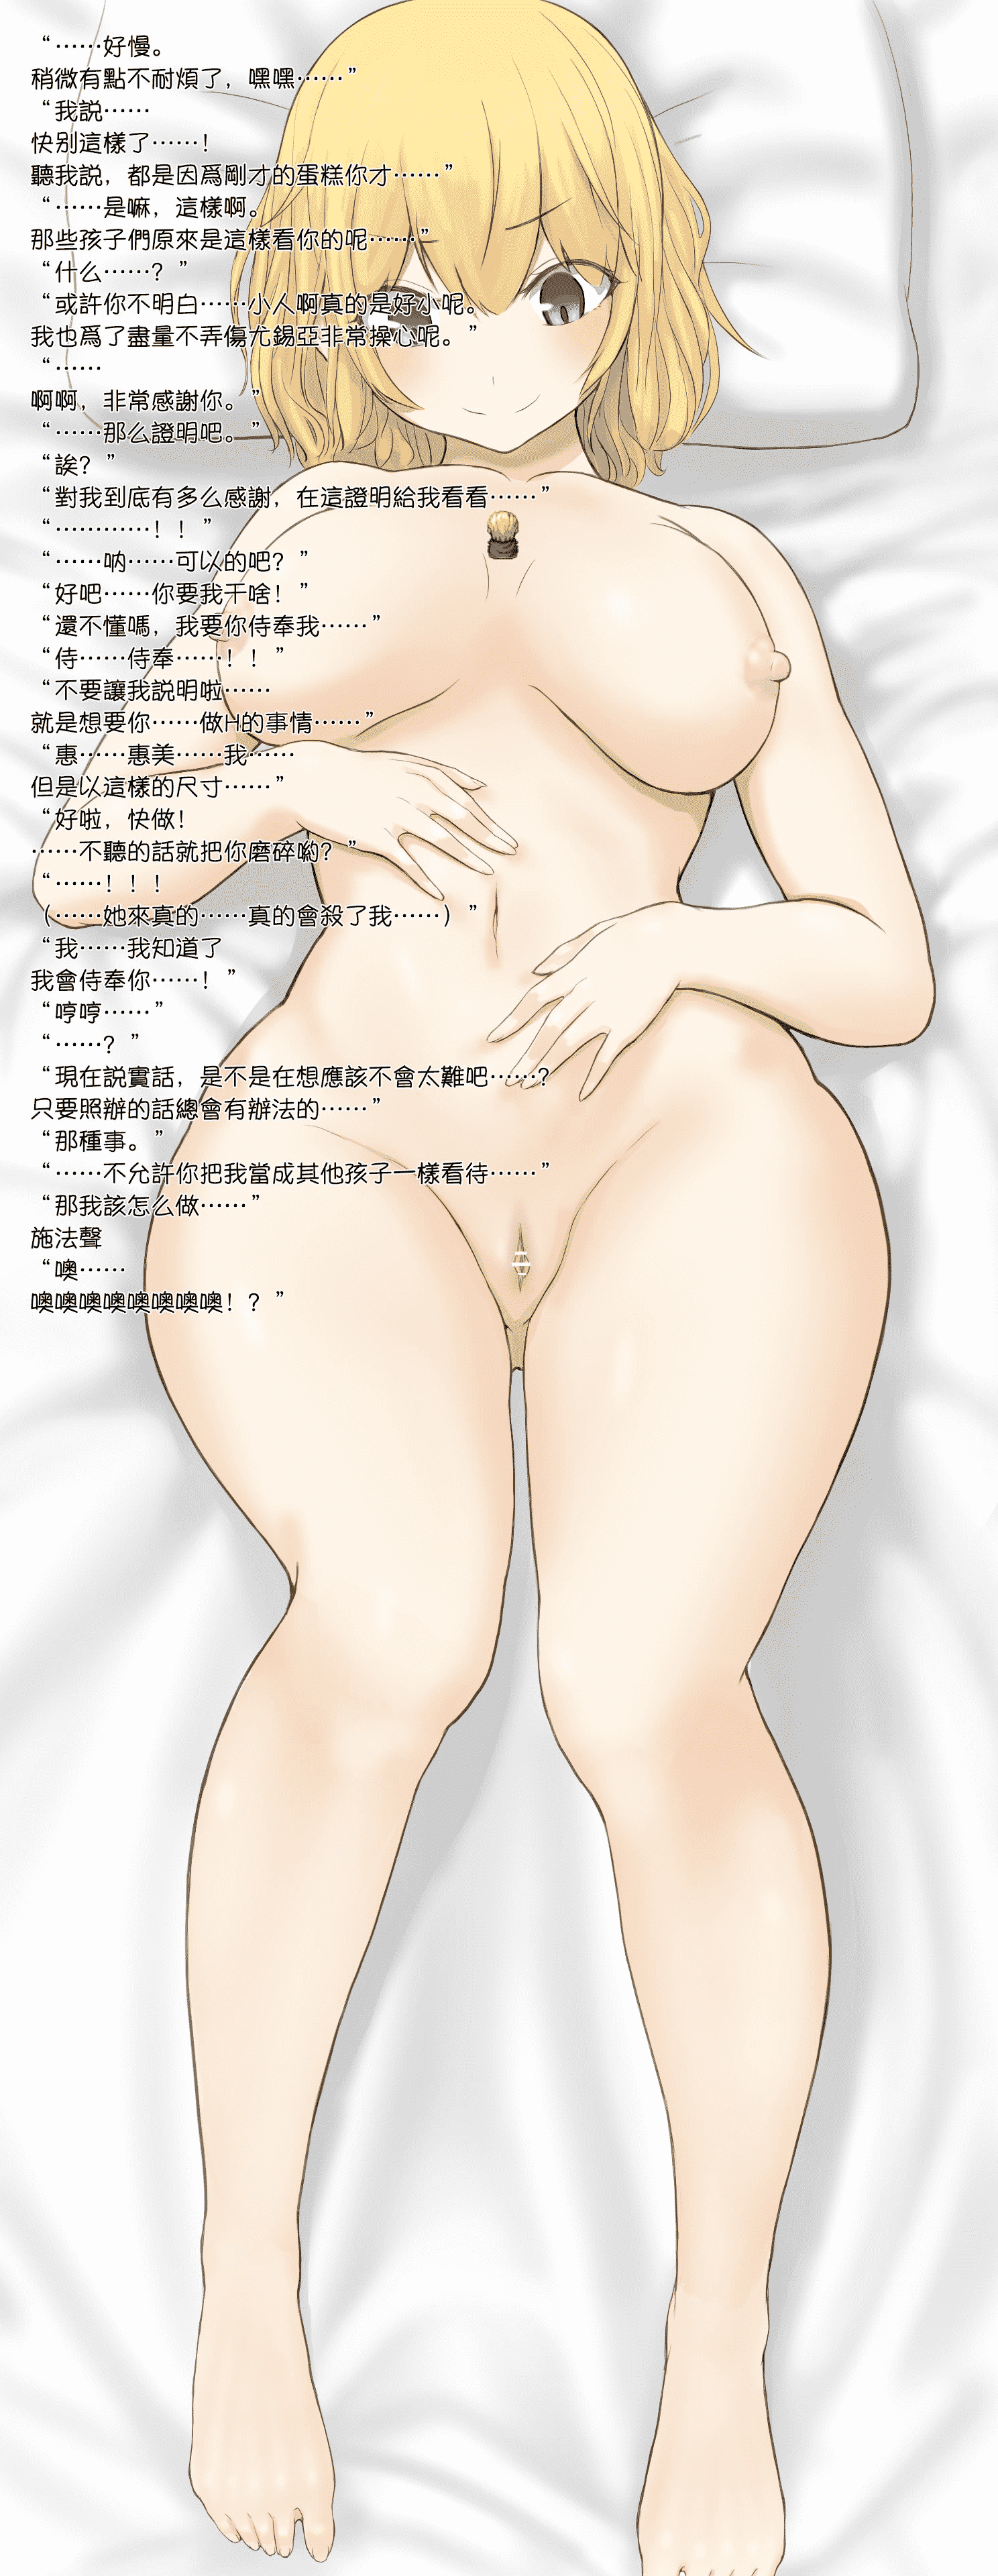 “……好慢。
稍微有點不耐煩了，嘿嘿……”
“我説……
快别這樣了……！
聽我説，都是因爲剛才的蛋糕你才……”
“……是嘛，這樣啊。
那些孩子們原來是這樣看你的呢……”
“什么……？”
“或許你不明白……小人啊真的是好小呢。
我也爲了盡量不弄傷尤錫亞非常操心呢。”
“……
啊啊，非常感謝你。”
“……那么證明吧。”
“誒？”
“對我到底有多么感謝，在這證明給我看看……”
“…………！！”
“……呐……可以的吧？”
“好吧……你要我干啥！”
“還不懂嗎，我要你侍奉我……”
“侍……侍奉……！！”
“不要讓我説明啦……
就是想要你……做H的事情……”
“惠……惠美……我……
但是以這樣的尺寸……”
“好啦，快做！
……不聽的話就把你磨碎喲？”
“……！！！
（……她來真的……真的會殺了我……）”
“我……我知道了
我會侍奉你……！”
“哼哼……”
“……？”
“現在説實話，是不是在想應該不會太難吧……？
只要照辦的話總會有辦法的……”
“那種事。”
“……不允許你把我當成其他孩子一樣看待……”
“那我該怎么做……”
施法聲
“噢……
噢噢噢噢噢噢噢噢！？”